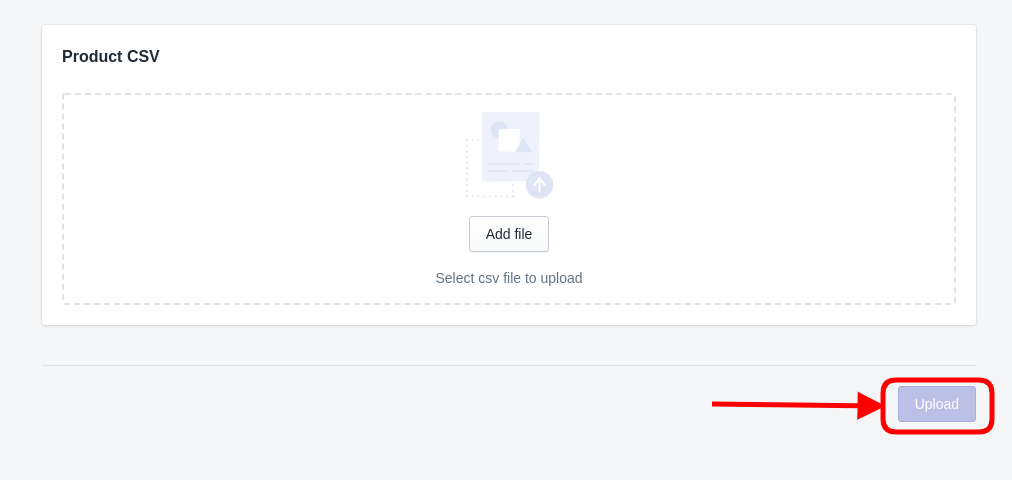 Product CSV
Add file
Select csv file to upload
Upload